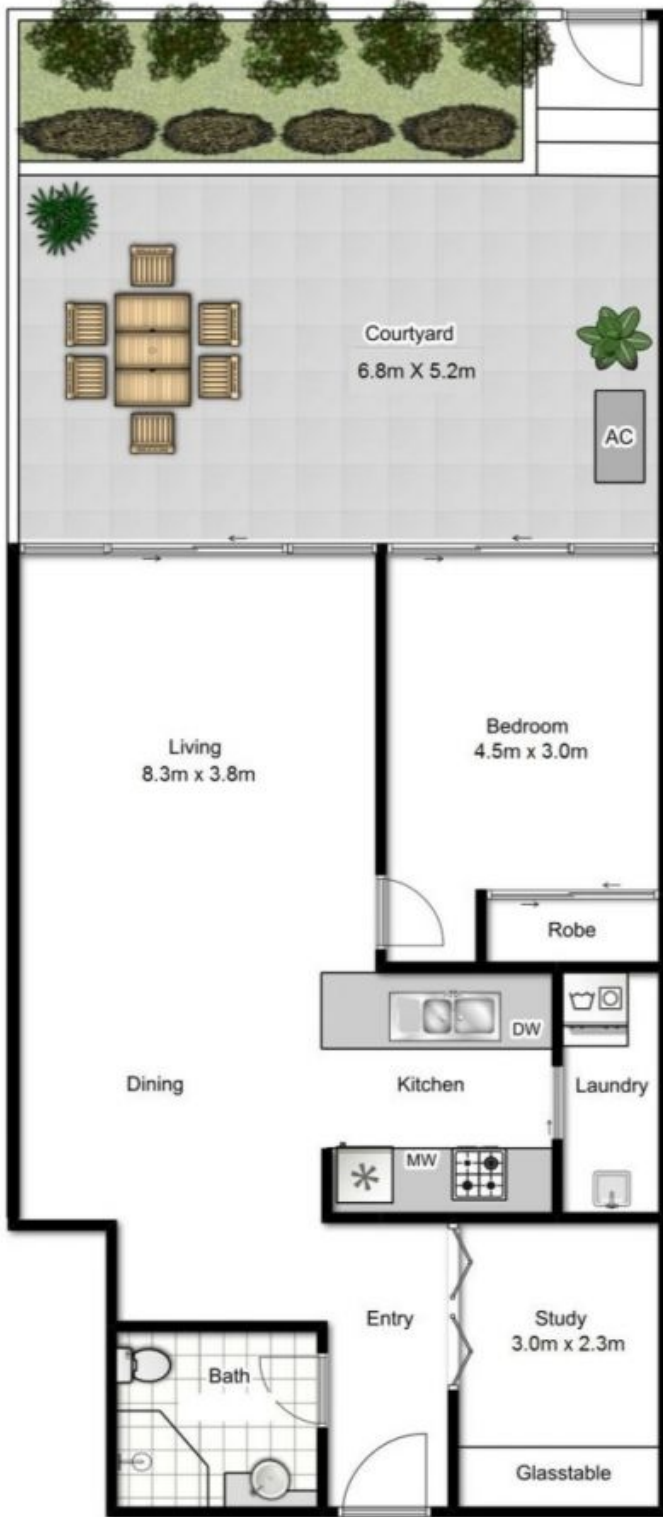 Courtyard
6.8m X 5.2m
AC
Living
8.3m x 3.8m
Bedroom
4.5m x 3.0m
Robe
DW
Dining
Kitchen
Laundry
MW
Entry
Study
3.0m x 2.3m
Bath
Glasstable